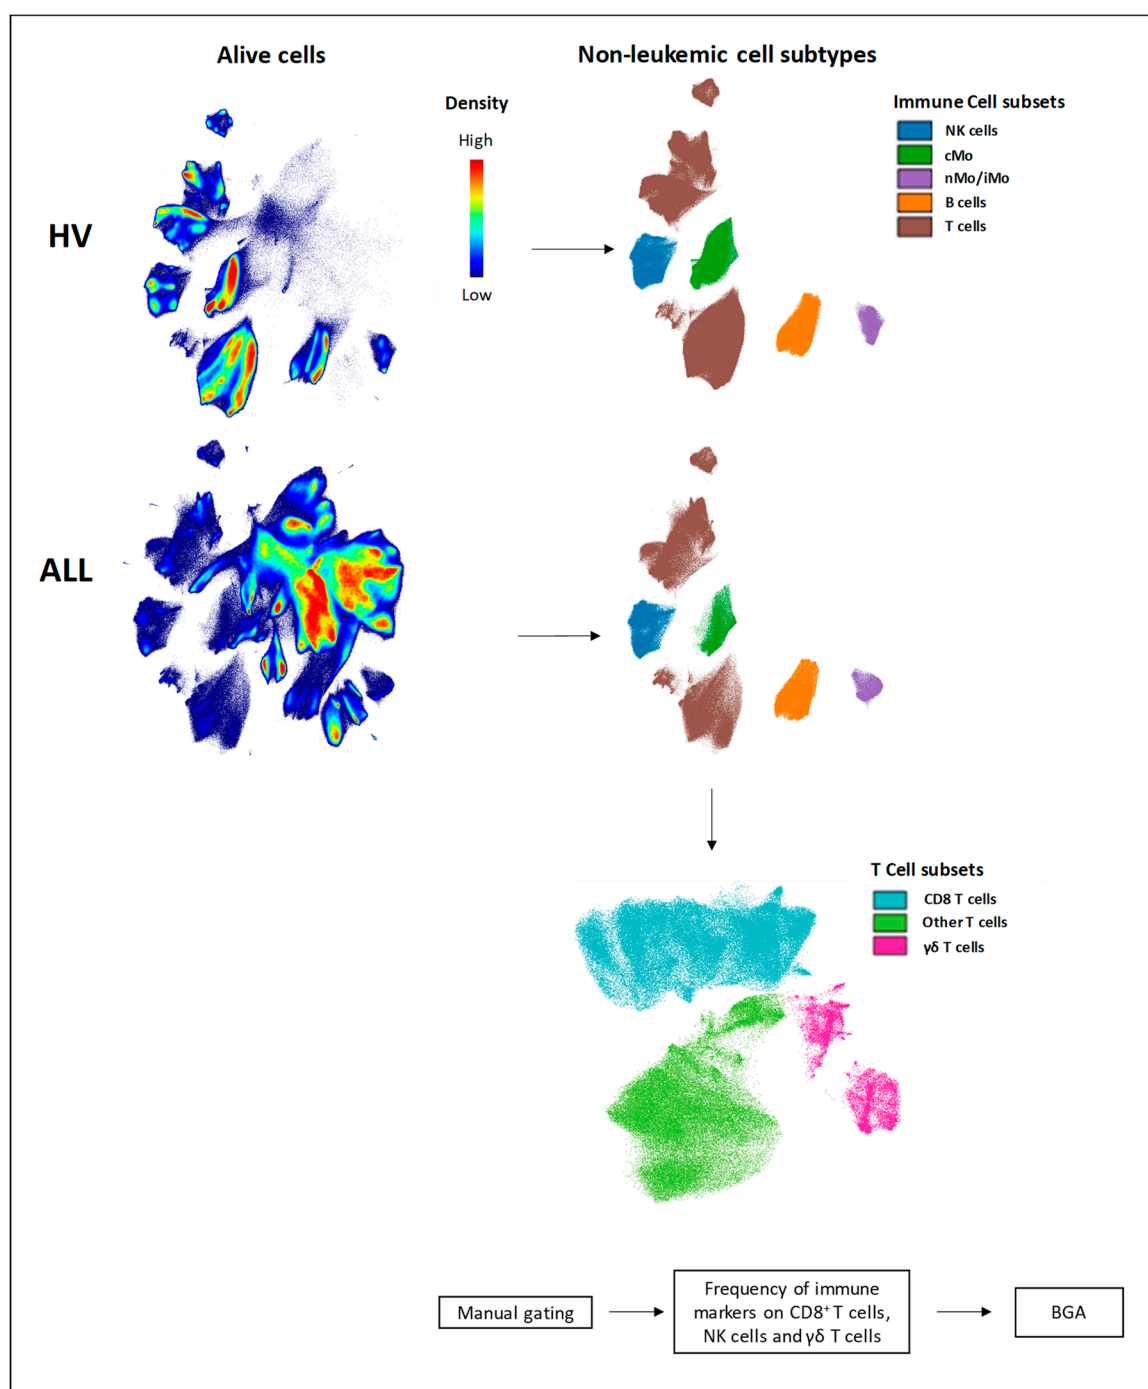 Alive cells
Non-leukemic cell subtypes
Density
High
Low
Immune Cell subsets
NK cells
cMo
nMo/iMo
B cells
T cells
HV
ALL
T Cell subsets
CD8 T cells
Other T cells
γδ T cells
Manual gating
Frequency of immune
markers on CD8⁺ T cells,
NK cells and γδ T cells
BGA